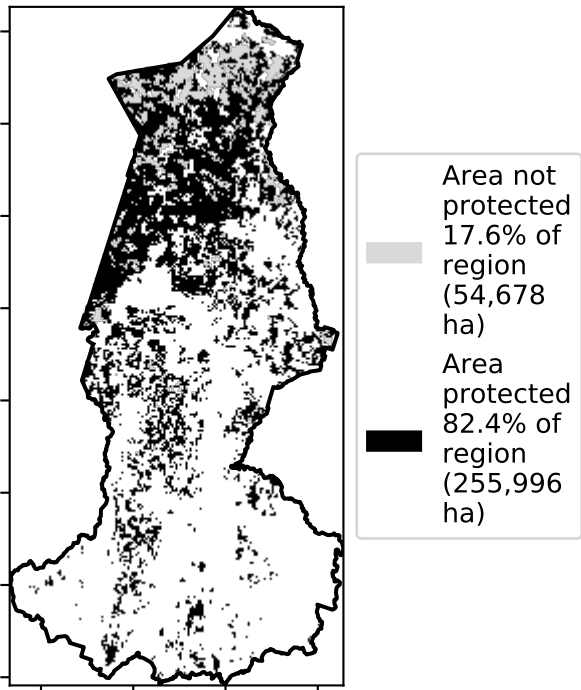 Area not
protected
17.6% of
region
(54,678
ha)
Area
protected
82.4% of
region
(255,996
ha)